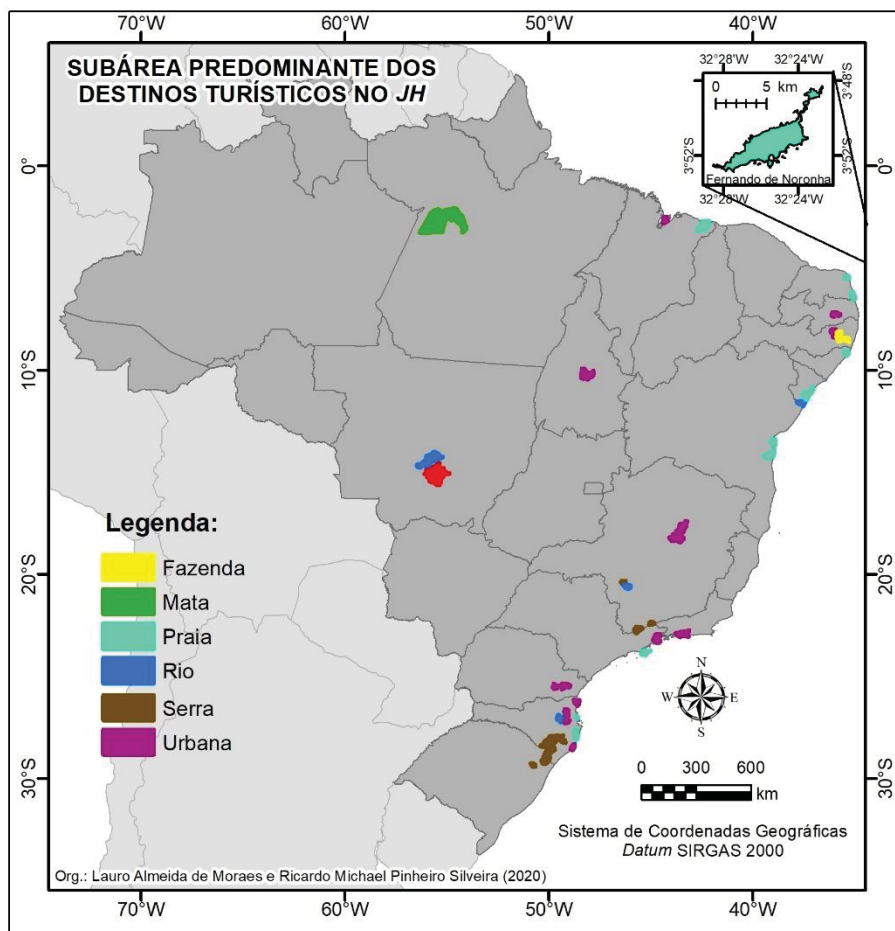 70°W 60°W 50°W 40°W
SUBÁREA PREDOMINANTE DOS
DESTINOS TURÍSTICOS NO JH
32°28'W 32°24'W
0 5 km
3°48'S
3°52'S 3°52'S
Fernando de Noronha
32°28'W 32°24'W
0° 0°
10°S 10°S
20°S 20°S
30°S 30°S
Legenda:
Fazenda
Mata
Praia
Rio
Serra
Urbana
N
W E
S
0 300 600
km
Sistema de Coordenadas Geográficas
Datum SIRGAS 2000
Org.: Lauro Almeida de Moraes e Ricardo Michael Pinheiro Silveira (2020)
70°W 60°W 50°W 40°W